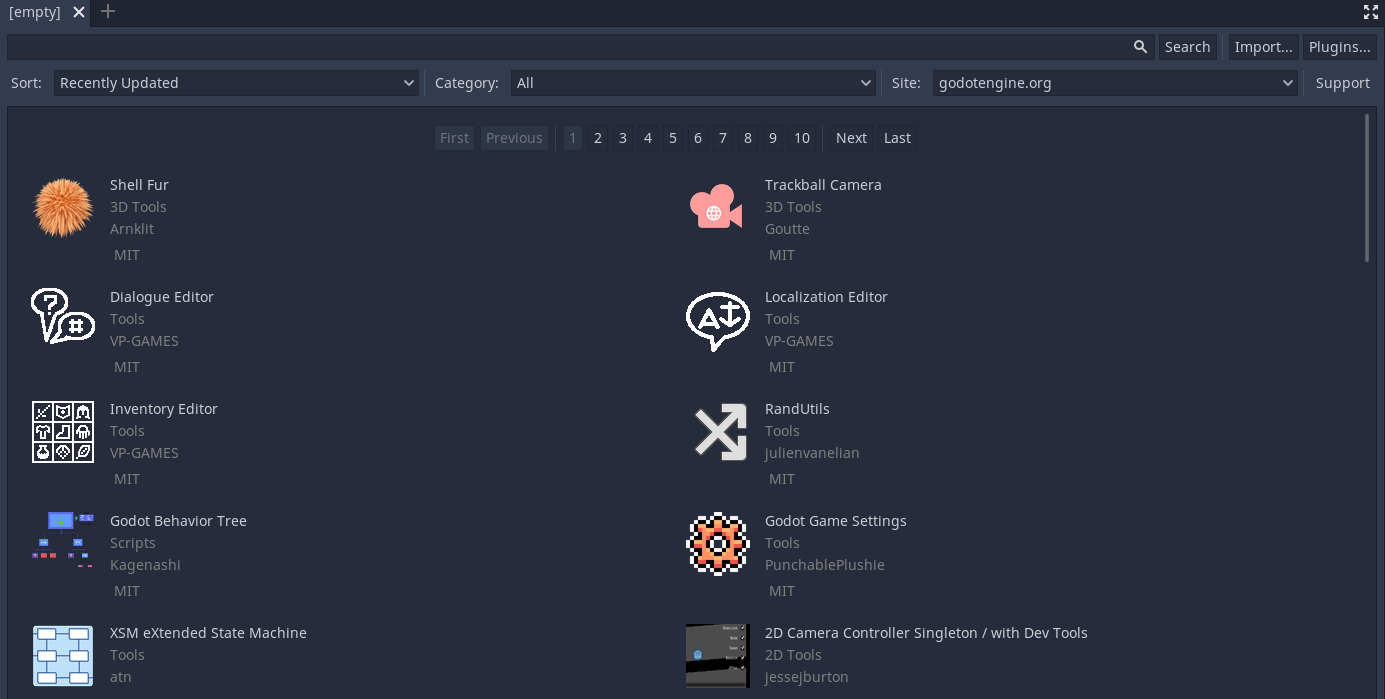 [empty]
Search Import... Plugins...
Sort: Recently Updated Category: All Site: godotengine.org Support
First Previous 1 2 3 4 5 6 7 8 9 10 Next Last
Shell Fur
3D Tools
Arnklit
MIT
Trackball Camera
3D Tools
Goutte
MIT
Dialogue Editor
Tools
VP-GAMES
MIT
Localization Editor
Tools
VP-GAMES
MIT
Inventory Editor
Tools
VP-GAMES
MIT
RandUtils
Tools
julienvanelian
MIT
Godot Behavior Tree
Scripts
Kagenashi
MIT
Godot Game Settings
Tools
PunchablePlushie
MIT
XSM eXtended State Machine
Tools
atn
2D Camera Controller Singleton / with Dev Tools
2D Tools
jessejburton